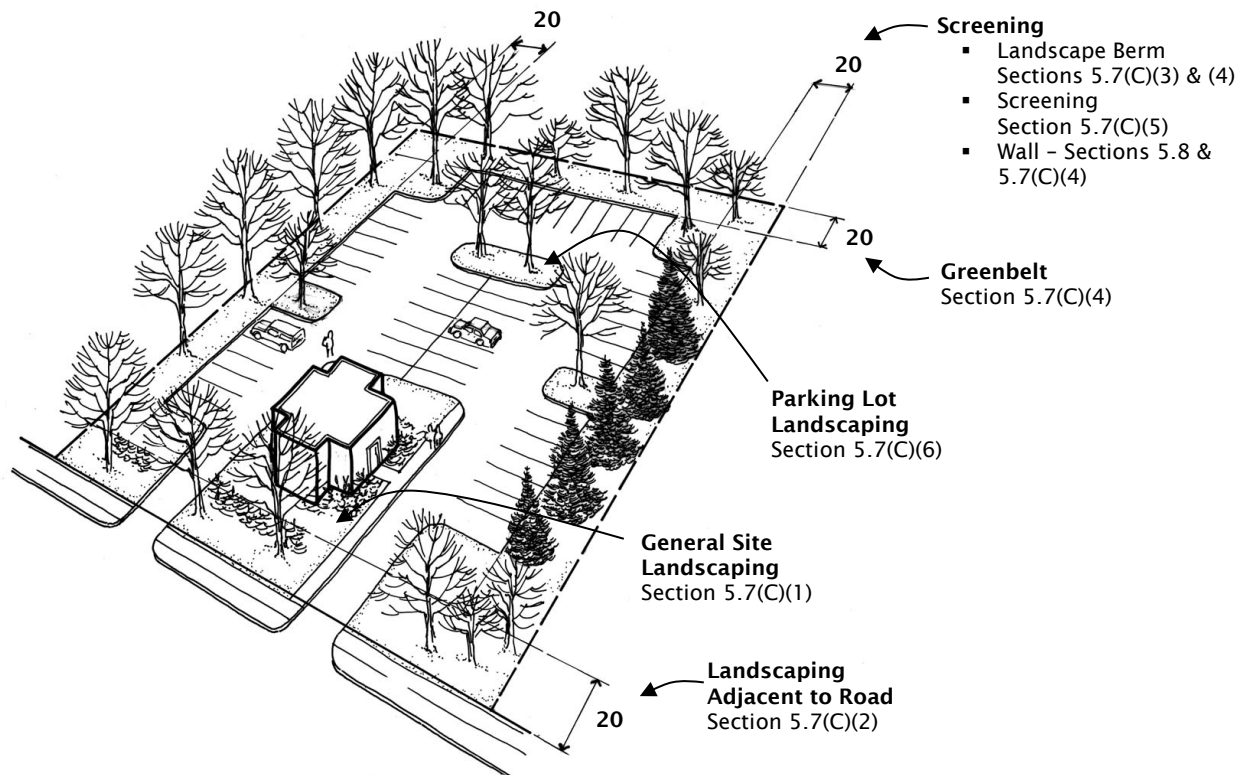 20
Screening
▪ Landscape Berm
Sections 5.7(C)(3) & (4)
▪ Screening
Section 5.7(C)(5)
▪ Wall – Sections 5.8 &
5.7(C)(4)
20
20
Greenbelt
Section 5.7(C)(4)
Parking Lot
Landscaping
Section 5.7(C)(6)
General Site
Landscaping
Section 5.7(C)(1)
Landscaping
Adjacent to Road
Section 5.7(C)(2)
20